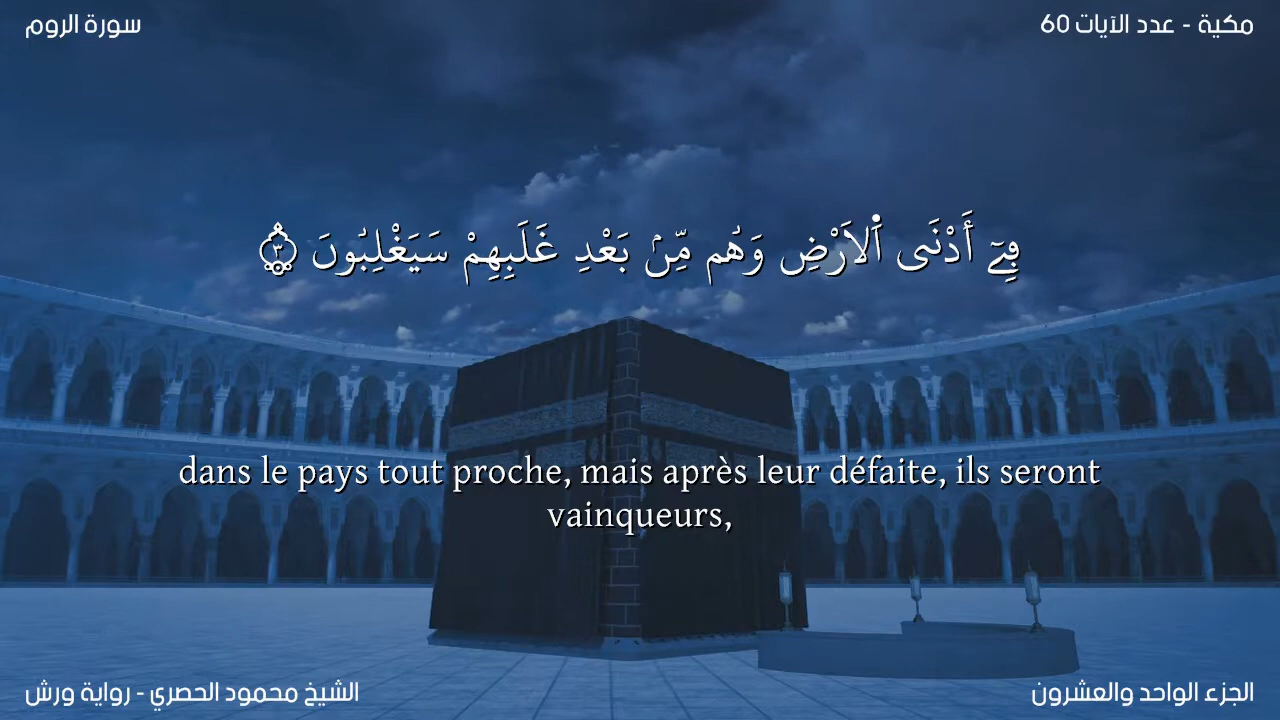 مكية - عدد الآيات 60
سورة الروم
فِےٓ أَدْنَى اَ۬لَارْضِ وَهُم مِّنۢ بَعْدِ غَلَبِهِمْ سَيَغْلِبُونَ ۝٣
dans le pays tout proche, mais après leur défaite, ils seront
vainqueurs,
الجزء الواحد والعشرون
الشيخ محمود الحصري - رواية ورش